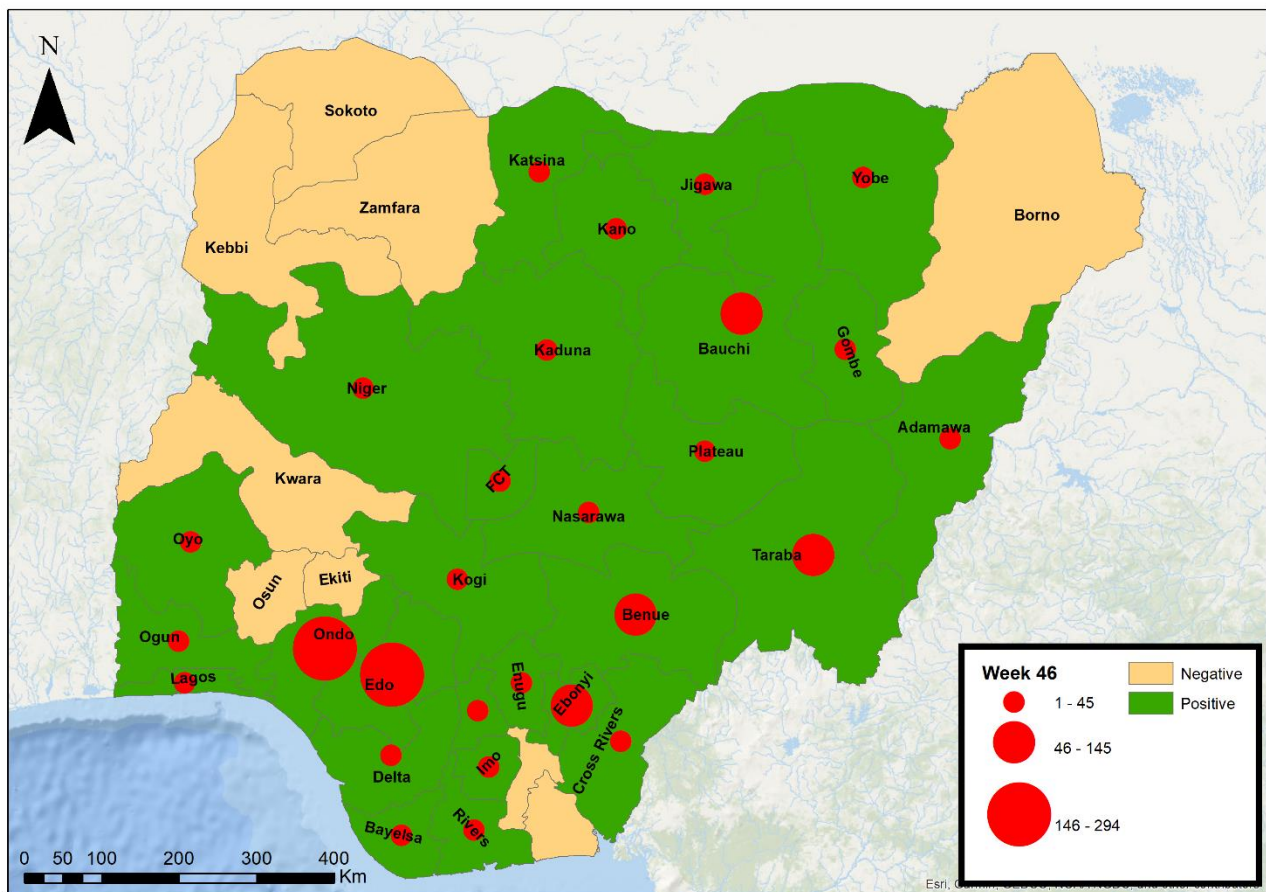 N
Sokoto
Katsina
Jigawa
Yobe
Zamfara
Borno
Kano
Kebbi
Kaduna
Bauchi
Gombe
Niger
Adamawa
Plateau
Kwara
FCT
Nasarawa
Oyo
Taraba
Osun
Ekiti
Kogi
Benue
Ogun
Ondo
Lagos
Edo
Enugu
Ebonyi
Cross Rivers
Delta
Imo
Bayelsa
Rivers
0 50 100 200 300 400
Km
Week 46
1 - 45
46 - 145
146 - 294
Negative
Positive
Esri,